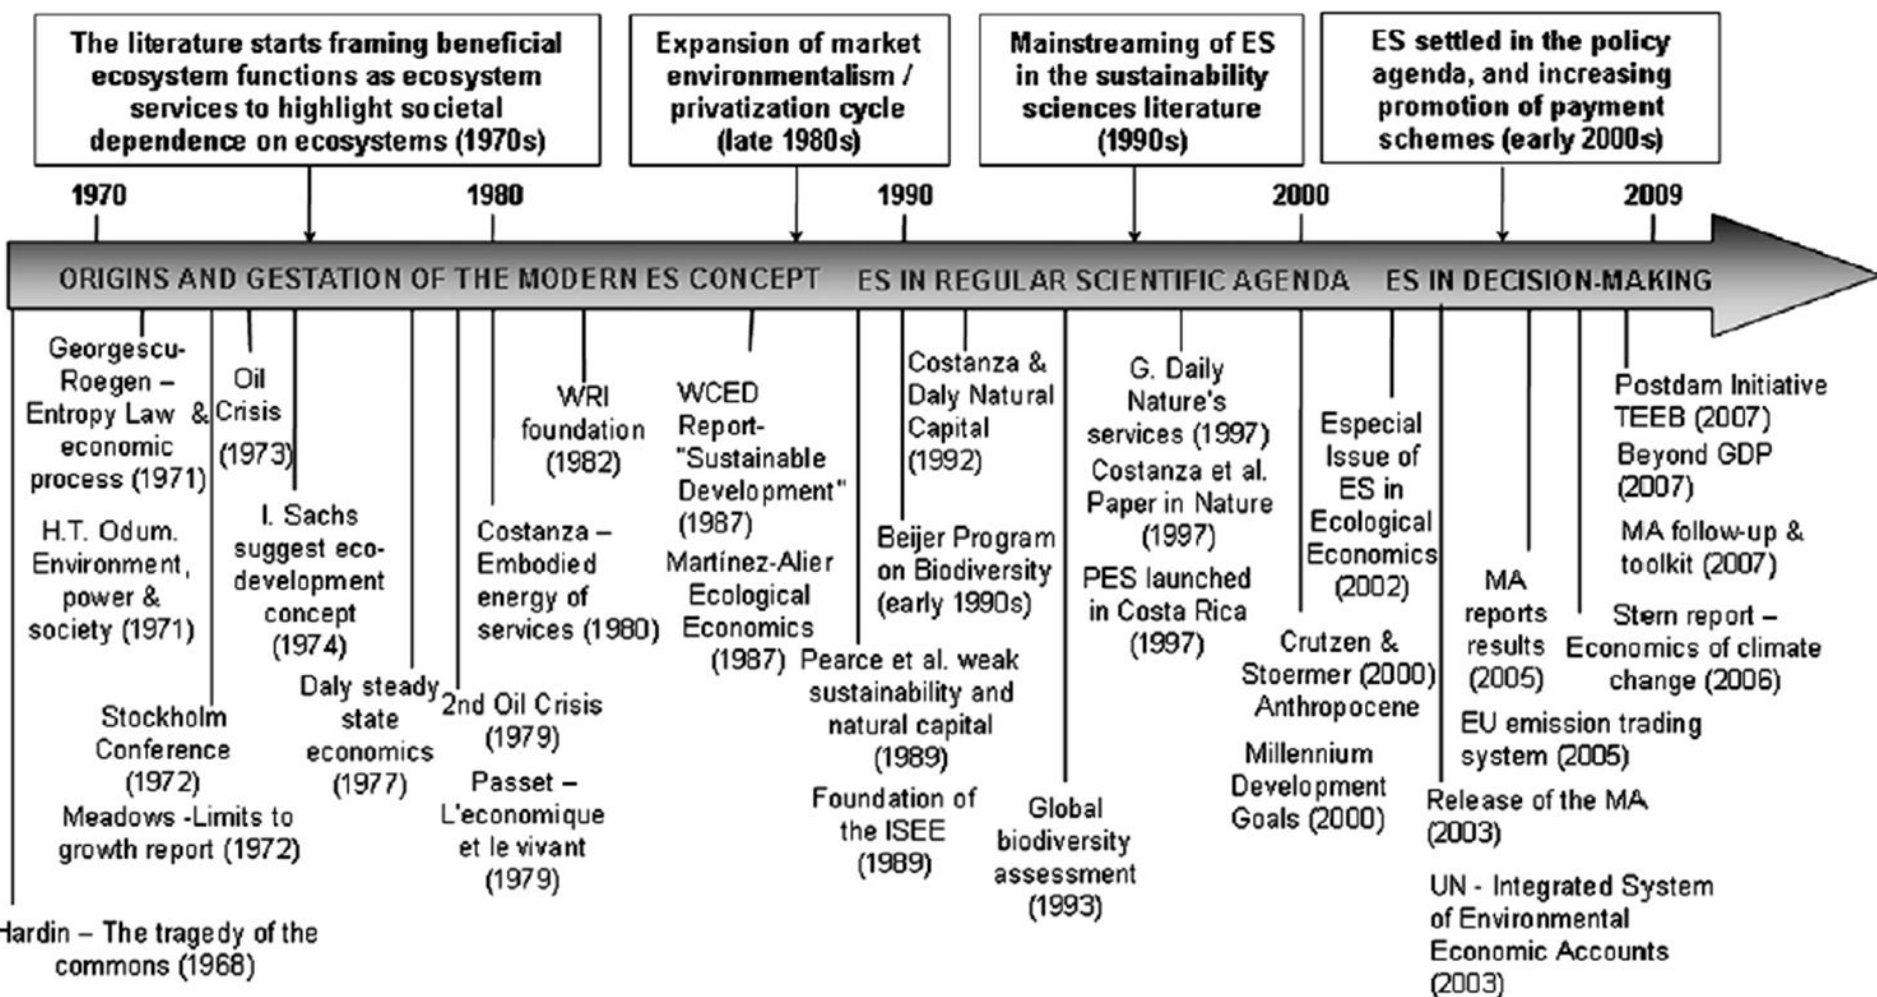 The literature starts framing beneficial
ecosystem functions as ecosystem
services to highlight societal
dependence on ecosystems (1970s)
Expansion of market
environmentalism /
privatization cycle
(late 1980s)
Mainstreaming of ES
in the sustainability
sciences literature
(1990s)
ES settled in the policy
agenda, and increasing
promotion of payment
schemes (early 2000s)
1970
1980
1990
2000
2009
ORIGINS AND GESTATION OF THE MODERN ES CONCEPT
ES IN REGULAR SCIENTIFIC AGENDA
ES IN DECISION-MAKING
Georgescu-
Roegen –
Entropy Law &
economic
process (1971)
H.T. Odum.
Environment,
power &
society (1971)
Oil
Crisis
(1973)
I. Sachs
suggest eco-
development
concept
(1974)
Stockholm
Conference
(1972)
Meadows -Limits to
growth report (1972)
Hardin – The tragedy of the
commons (1968)
Daly steady
state
economics
(1977)
2nd Oil Crisis
(1979)
Passet –
L'economique
et le vivant
(1979)
Costanza –
Embodied
energy of
services (1980)
WRI
foundation
(1982)
WCED
Report-
"Sustainable
Development"
(1987)
Martínez-Alier
Ecological
Economics
(1987)
Pearce et al. weak
sustainability and
natural capital
(1989)
Foundation of
the ISEE
(1989)
Costanza &
Daly Natural
Capital
(1992)
Beijer Program
on Biodiversity
(early 1990s)
Global
biodiversity
assessment
(1993)
G. Daily
Nature's
services (1997)
Costanza et al.
Paper in Nature
(1997)
PES launched
in Costa Rica
(1997)
Especial
Issue of
ES in
Ecological
Economics
(2002)
Crutzen &
Stoermer (2000)
Anthropocene
Millennium
Development
Goals (2000)
MA
reports
results
(2005)
EU emission trading
system (2005)
Release of the MA
(2003)
UN - Integrated System
of Environmental
Economic Accounts
(2003)
Postdam Initiative
TEEB (2007)
Beyond GDP
(2007)
MA follow-up &
toolkit (2007)
Stern report –
Economics of climate
change (2006)